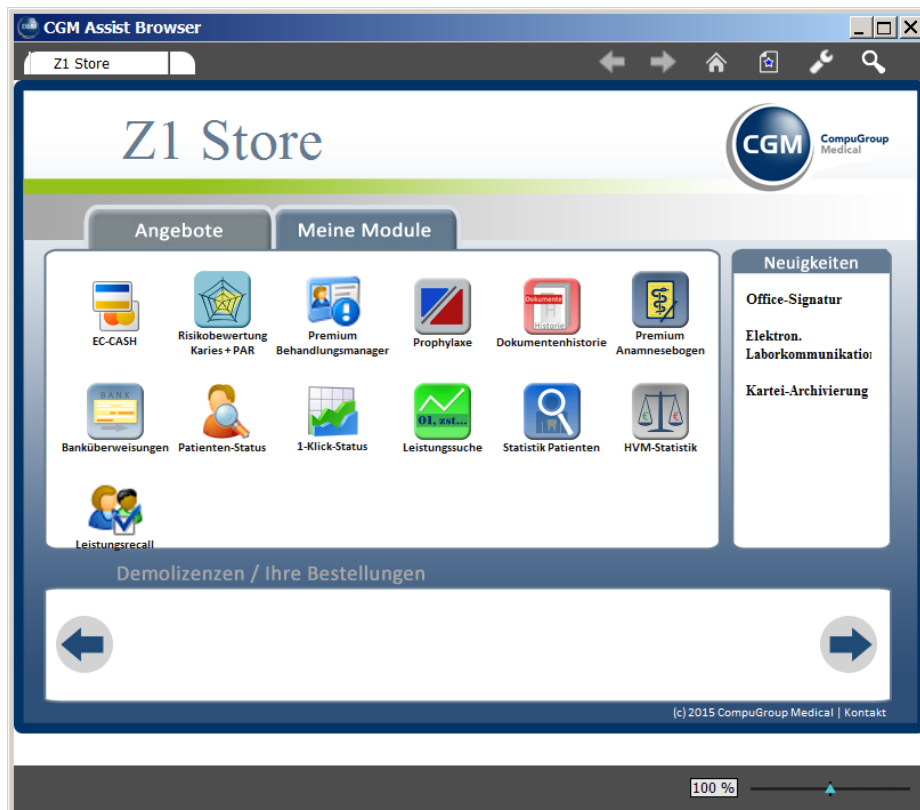 CGM Assist Browser
Z1 Store
Z1 Store
CGM
CompuGroup
Medical
Angebote
Meine Module
EC-CASH
Risikobewertung
Karies + PAR
Premium
Behandlungsmanager
Prophylaxe
Dokumente
Historie
Dokumentenhistorie
Premium
Anamnesebogen
BANK
Banküberweisungen
Patienten-Status
1-Klick-Status
01, zst...
Leistungssuche
Statistik Patienten
HVM-Statistik
Leistungsrecall
Neuigkeiten
Office-Signatur
Elektron.
Laborkommunikation
Kartei-Archivierung
Demolizenzen / Ihre Bestellungen
(c) 2015 CompuGroup Medical | Kontakt
100 %